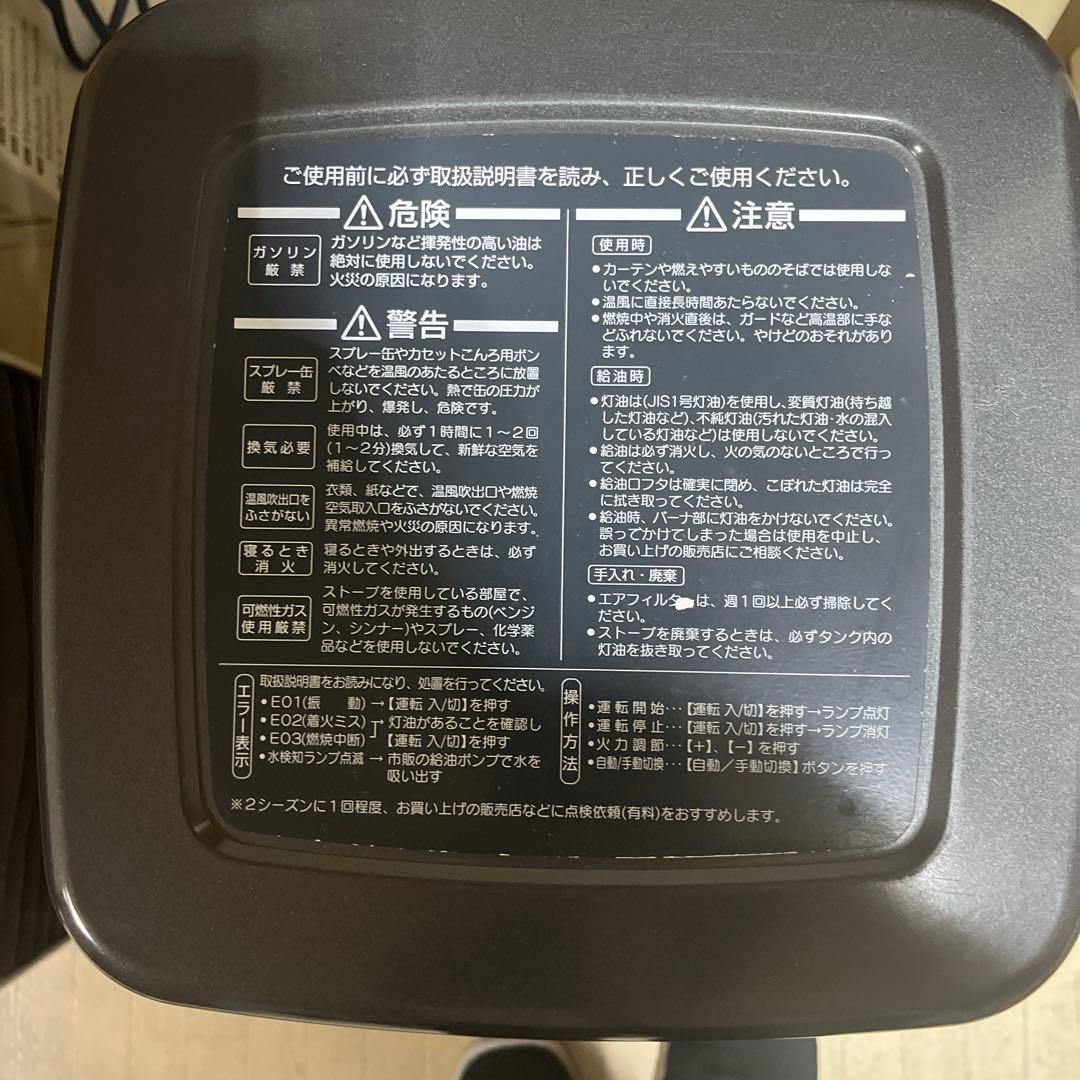 ご使用前に必ず取扱説明書を読み、正しくご使用ください。
危険
ガソリン
厳禁
ガソリンなど揮発性の高い油は
絶対に使用しないでください。
火災の原因になります。
警告
スプレー缶
厳禁
スプレー缶やカセットこんろ用ボン
ベなどを温風のあたるところに放置
しないでください。熱で缶の圧力が
上がり、爆発し、危険です。
換気必要
使用中は、必ず1時間に1〜2回
(1〜2分)換気して、新鮮な空気を
補給してください。
温風吹出口を
ふさがない
衣類、紙などで、温風吹出口や燃焼
空気取入口をふさがないでください。
異常燃焼や火災の原因になります。
寝るとき
消火
寝るときや外出するときは、必ず
消火してください。
可燃性ガス
使用厳禁
ストーブを使用している部屋で、
可燃性ガスが発生するもの(ベンジ
ン、シンナー)やスプレー、化学薬
品などを使用しないでください。
注意
使用時
●カーテンや燃えやすいもののそばでは使用しな
いでください。
●温風に直接長時間あたらないでください。
●燃焼中や消火直後は、ガードなど高温部に手な
どふれないでください。やけどのおそれがあり
ます。
給油時
●灯油は(JIS1号灯油)を使用し、変質灯油(持ち越
した灯油など)、不純灯油(汚れた灯油・水の混入
している灯油など)は使用しないでください。
●給油は必ず消火し、火の気のないところで行っ
てください。
●給油口フタは確実に閉め、こぼれた灯油は完全
に拭き取ってください。
●給油時、バーナ部に灯油をかけないでください。
誤ってかけてしまった場合は使用を中止し、
お買い上げの販売店にご相談ください。
手入れ・廃棄
●エアフィルターは、週1回以上必ず掃除してく
ださい。
●ストーブを廃棄するときは、必ずタンク内の
灯油を抜き取ってください。
エラー表示
取扱説明書をお読みになり、処置を行ってください。
●E01(振 動)→【運転 入/切】を押す
●E02(着火ミス)→灯油があることを確認し
●E03(燃焼中断) 【運転 入/切】を押す
●水検知ランプ点滅→市販の給油ポンプで水を
吸い出す
操作方法
●運転開始…【運転 入/切】を押す→ランプ点灯
●運転停止…【運転 入/切】を押す→ランプ消灯
●火力調節…【+】、【−】を押す
●自動/手動切換…【自動/手動切換】ボタンを押す
※2シーズンに1回程度、お買い上げの販売店などに点検依頼(有料)をおすすめします。